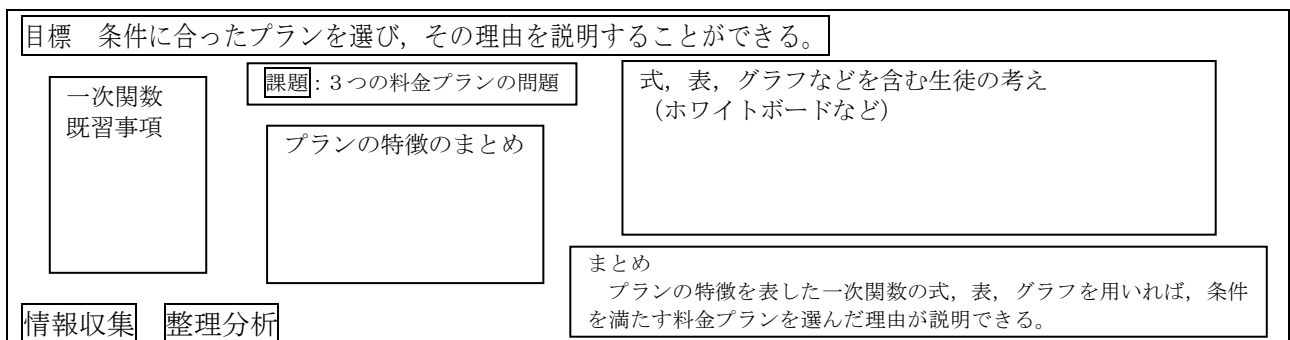 目標　条件に合ったプランを選び，その理由を説明することができる。
一次関数
既習事項
課題：３つの料金プランの問題
プランの特徴のまとめ
式，表，グラフなどを含む生徒の考え
（ホワイトボードなど）
まとめ
　プランの特徴を表した一次関数の式，表，グラフを用いれば，条件
を満たす料金プランを選んだ理由が説明できる。
情報収集　整理分析